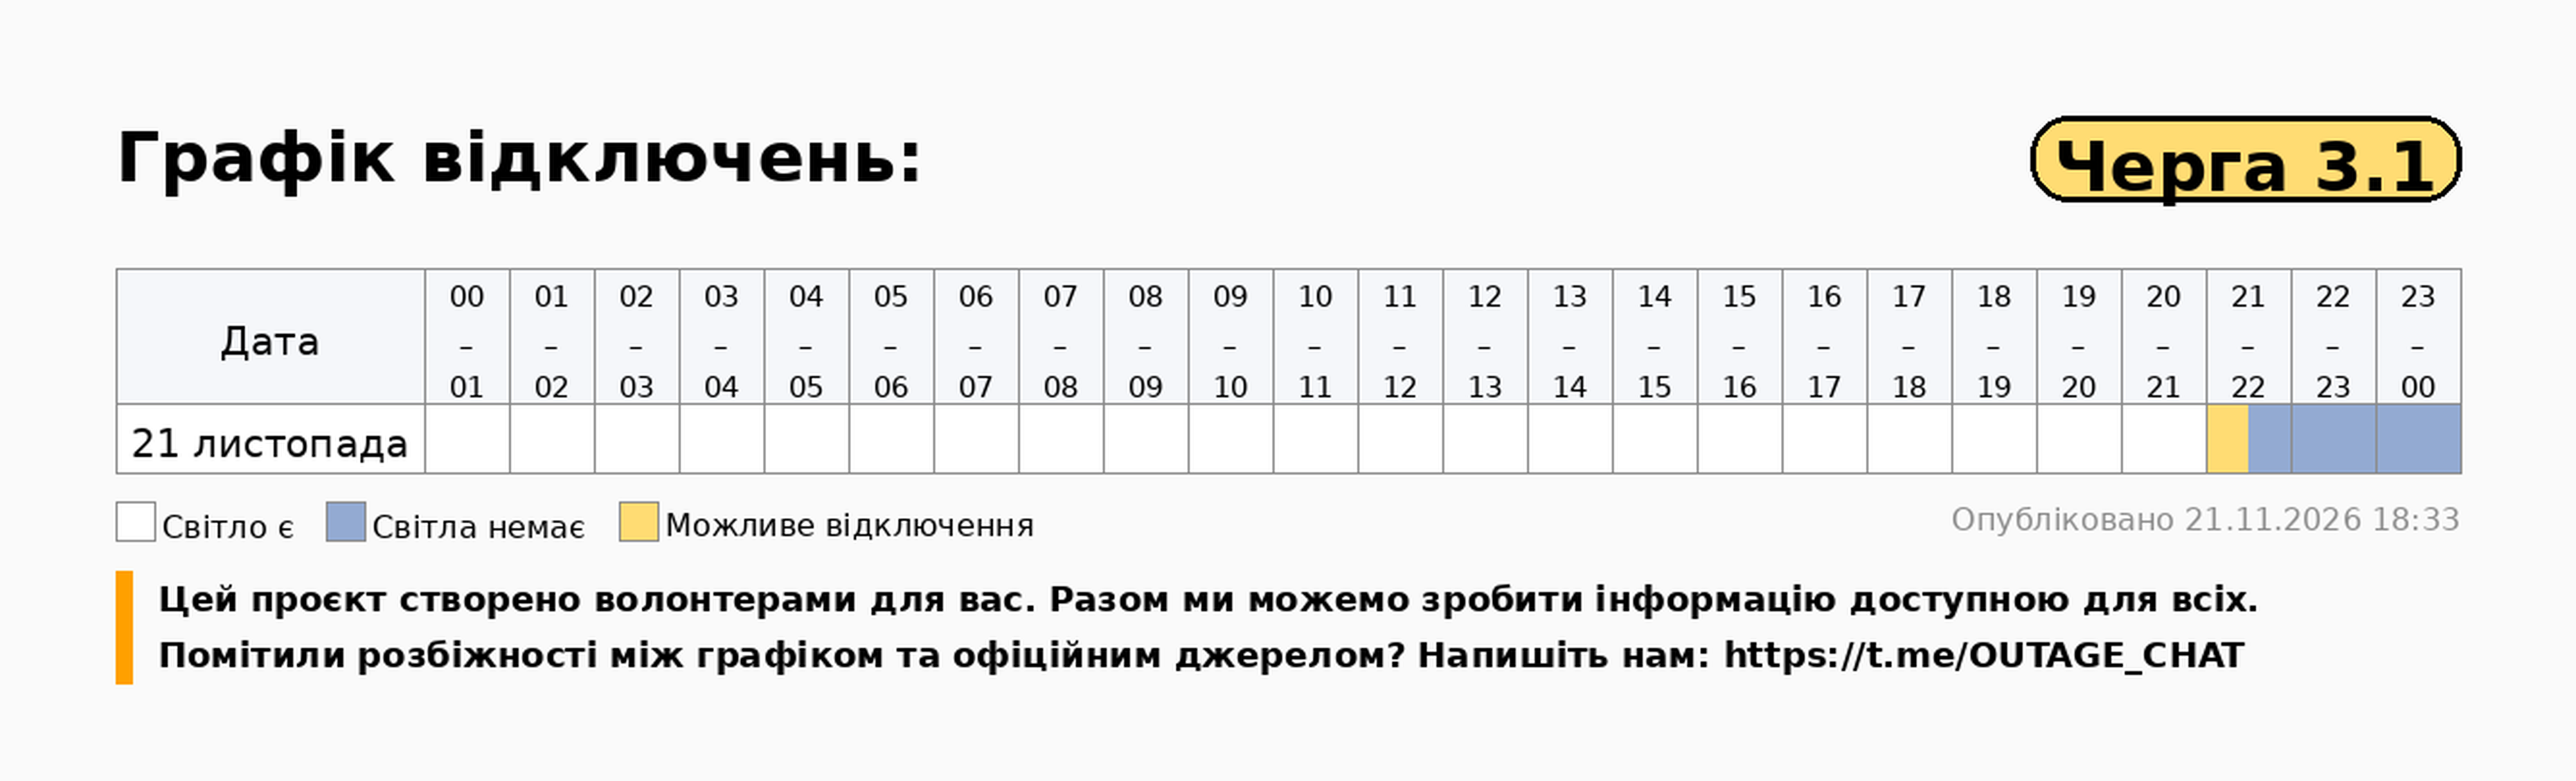 Графік відключень:
Черга 3.1
Дата 00 – 01 01 – 02 02 – 03 03 – 04 04 – 05 05 – 06 06 – 07 07 – 08 08 – 09 09 – 10 10 – 11 11 – 12 12 – 13 13 – 14 14 – 15 15 – 16 16 – 17 17 – 18 18 – 19 19 – 20 20 – 21 21 – 22 22 – 23 23 – 00
21 листопада
Світло є Світла немає Можливе відключення
Опубліковано 21.11.2026 18:33
Цей проєкт створено волонтерами для вас. Разом ми можемо зробити інформацію доступною для всіх.
Помітили розбіжності між графіком та офіційним джерелом? Напишіть нам: https://t.me/OUTAGE_CHAT